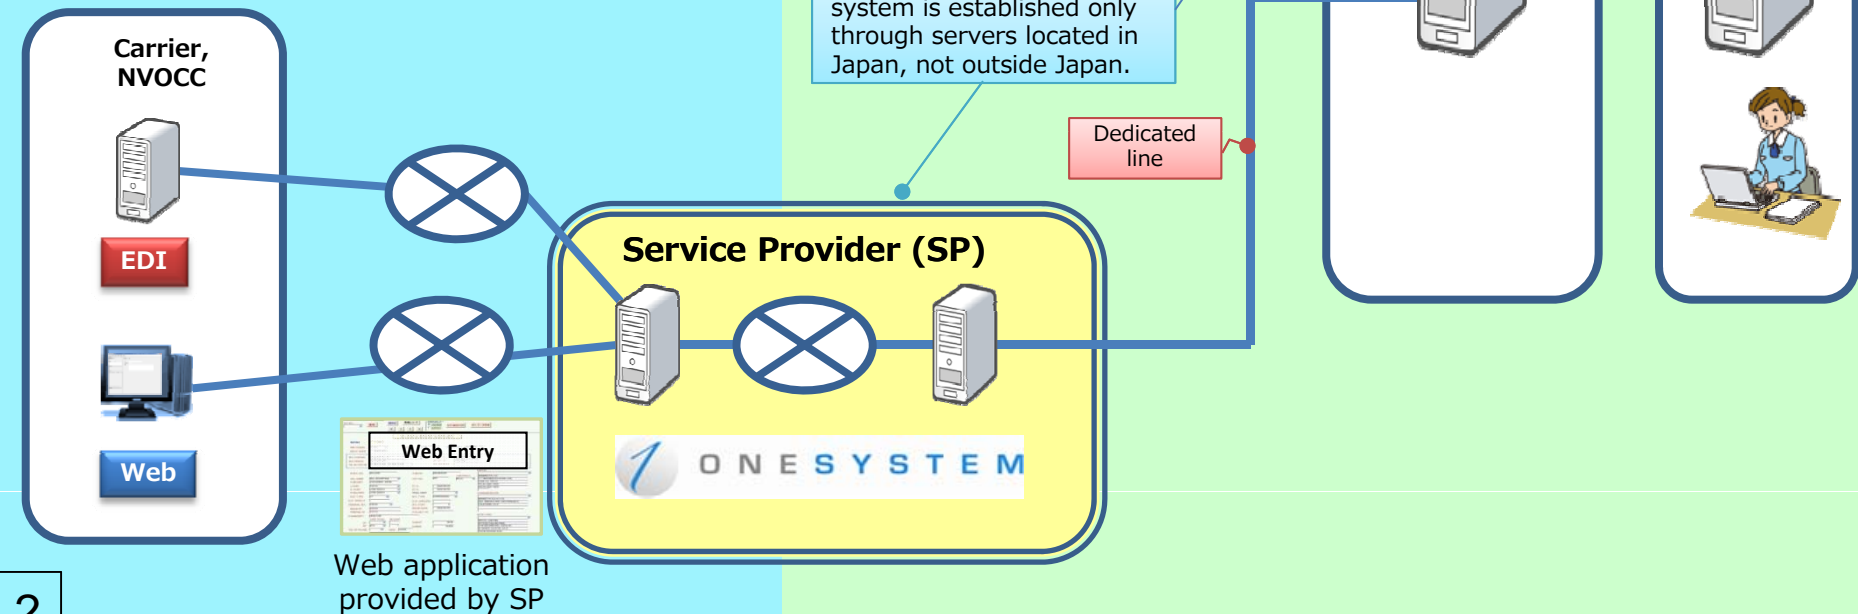 system is established only
through servers located in
Japan, not outside Japan.
Carrier,
NVOCC
Dedicated
line
EDI
Service Provider (SP)
Web Entry
Web
ONESYSTEM
Web application
provided by SP
2